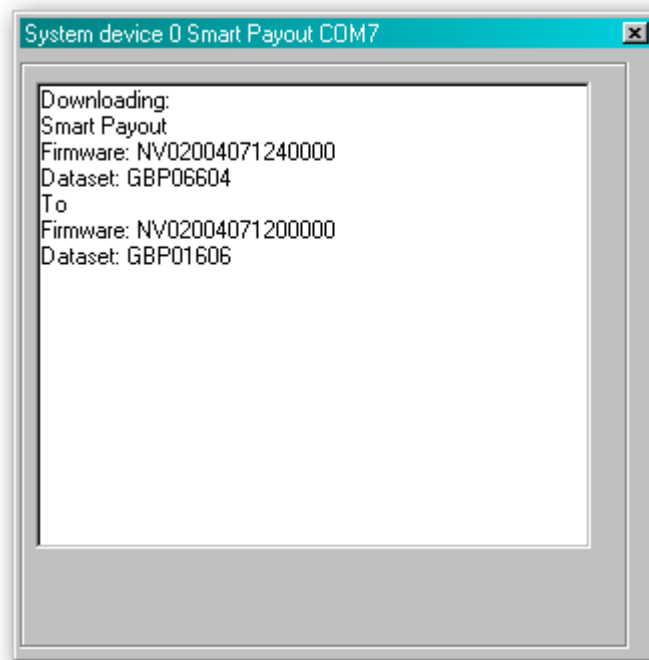 System device 0 Smart Payout COM7
Downloading:
Smart Payout
Firmware: NV02004071240000
Dataset: GBP06604
To
Firmware: NV02004071200000
Dataset: GBP01606